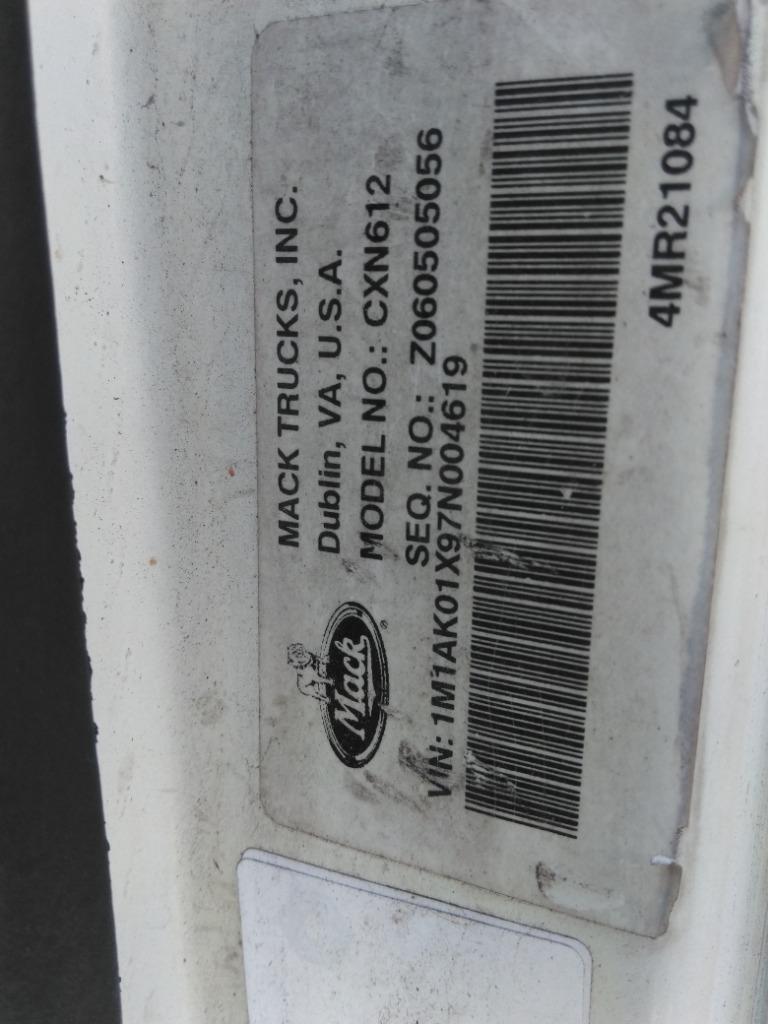 MACK TRUCKS, INC.
Dublin, VA, U.S.A.
MODEL NO.: CXN612
SEQ. NO.: Z060505056
Mack ®
VIN: 1M1AK01X97N004619
4MR21084